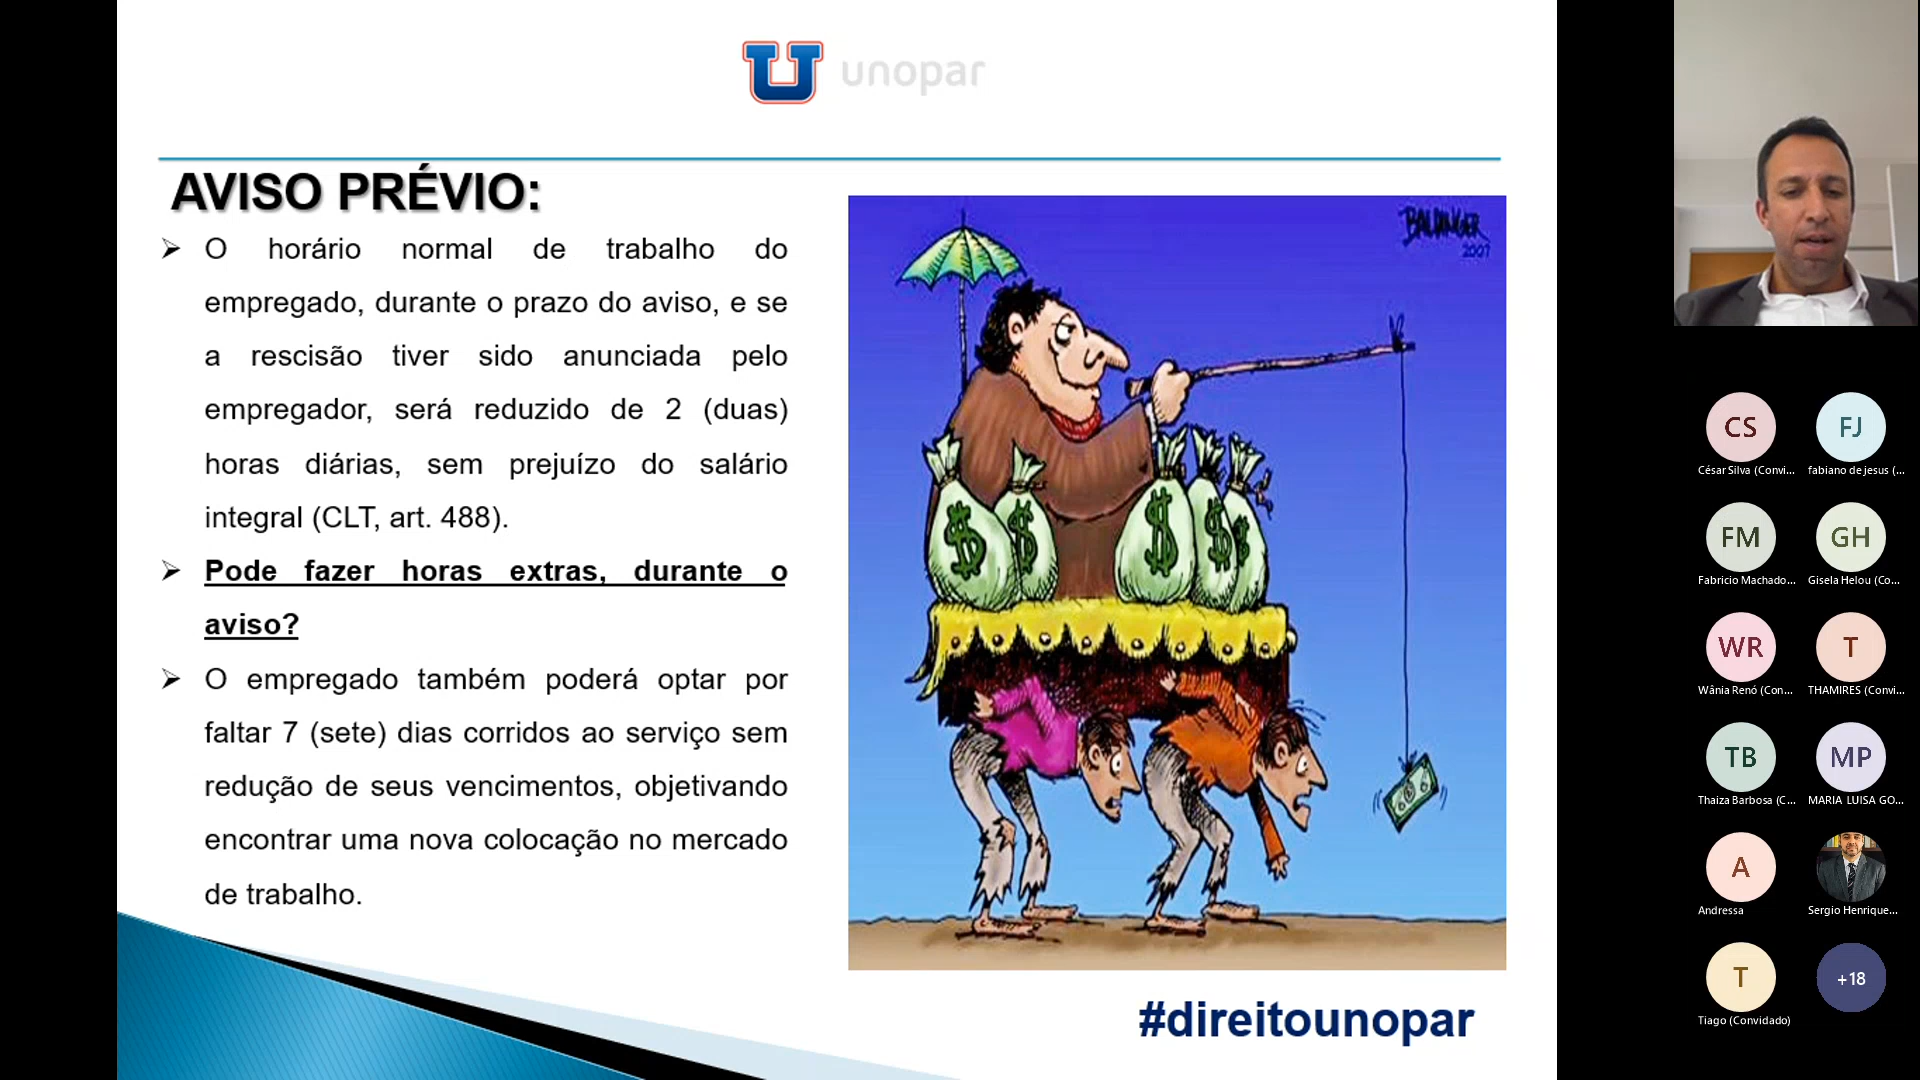 unopar
AVISO PRÉVIO:
➢ O horário normal de trabalho do
empregado, durante o prazo do aviso, e se
a rescisão tiver sido anunciada pelo
empregador, será reduzido de 2 (duas)
horas diárias, sem prejuízo do salário
integral (CLT, art. 488).
➢ Pode fazer horas extras, durante o
aviso?
➢ O empregado também poderá optar por
faltar 7 (sete) dias corridos ao serviço sem
redução de seus vencimentos, objetivando
encontrar uma nova colocação no mercado
de trabalho.
BALDINGER
2007
$ $ $ $
#direitounopar
CS FJ
César Silva (Convi... fabiano de jesus (...
FM GH
Fabricio Machado... Gisela Helou (Co...
WR T
Wânia Renó (Con... THAMIRES (Convi...
TB MP
Thaiza Barbosa (C... MARIA LUISA GO...
A
Andressa Sergio Henrique...
T +18
Tiago (Convidado)